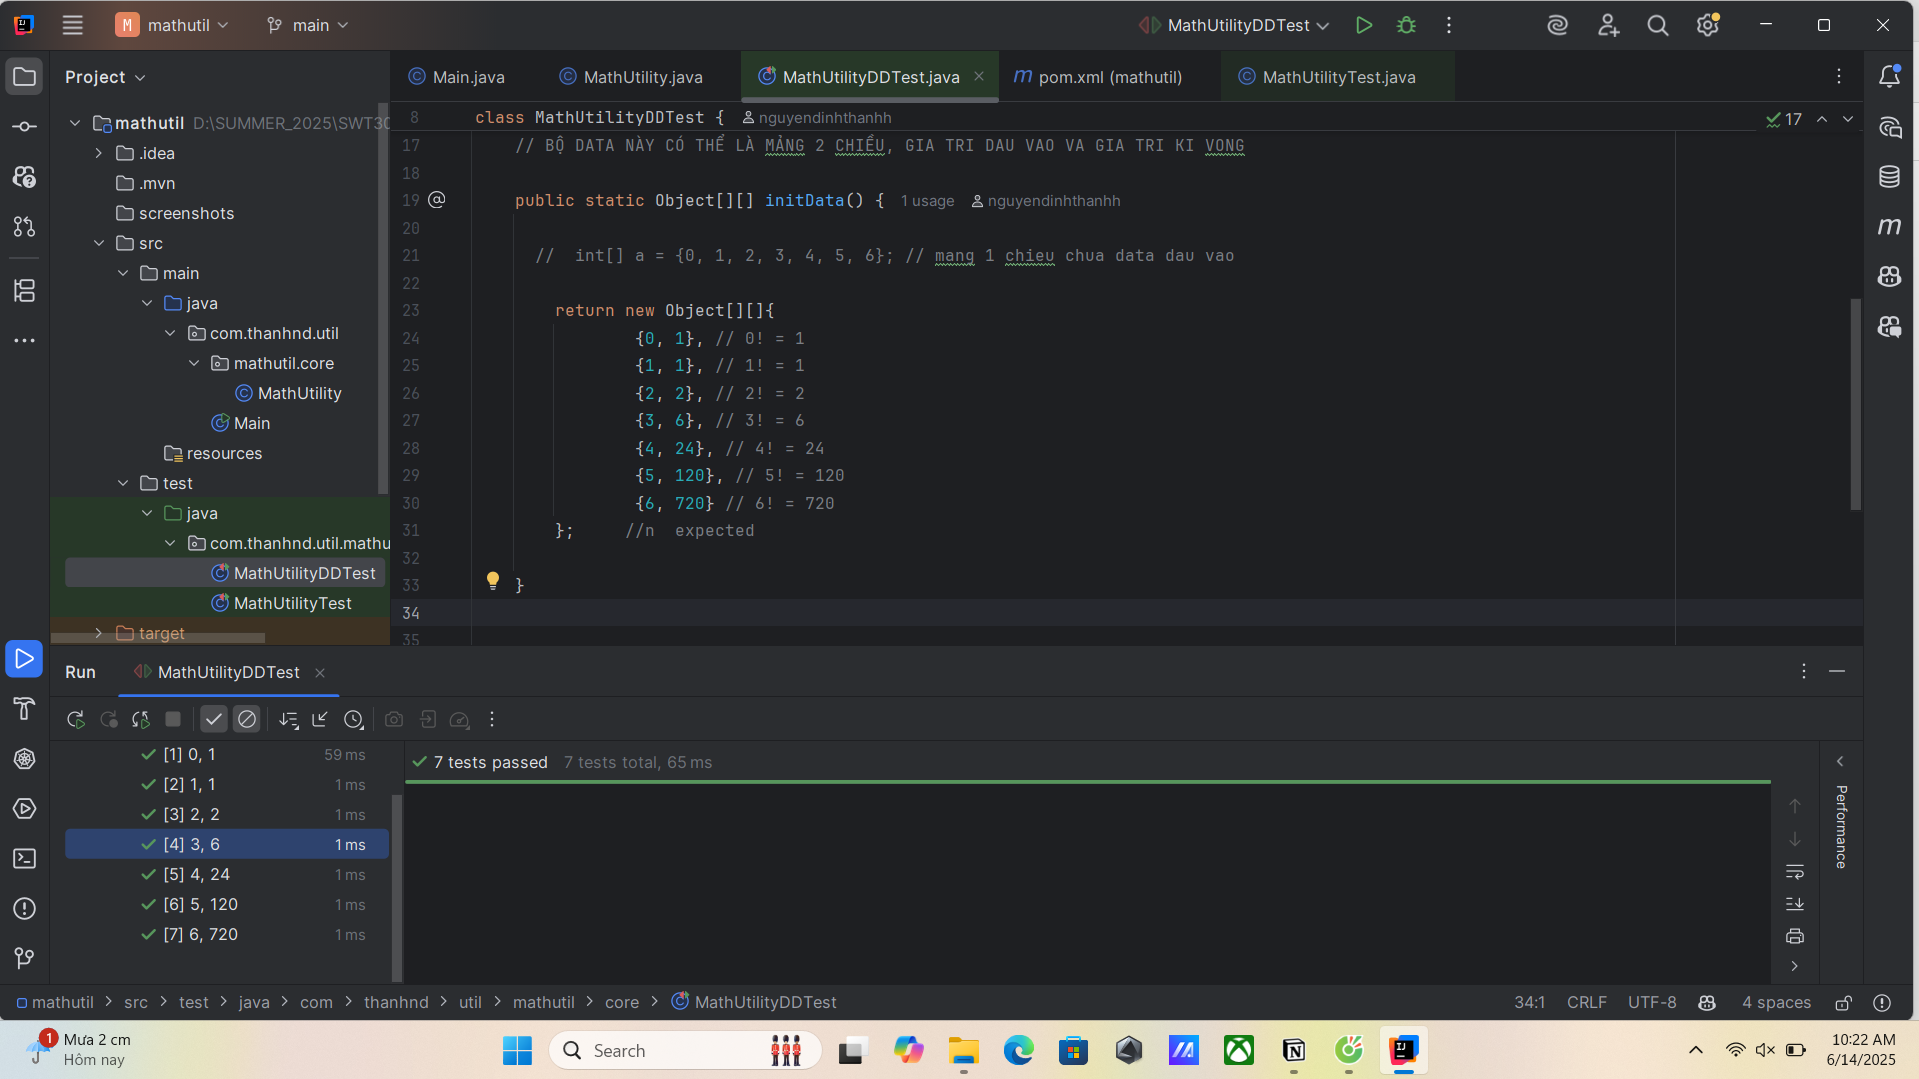 M mathutil main MathUtilityDDTest
Project
Main.java MathUtility.java MathUtilityDDTest.java pom.xml (mathutil) MathUtilityTest.java
mathutil D:\SUMMER_2025\SWT30
.idea
.mvn
screenshots
src
main
java
com.thanhnd.util
mathutil.core
MathUtility
Main
resources
test
java
com.thanhnd.util.mathu
MathUtilityDDTest
MathUtilityTest
target
8 class MathUtilityDDTest { nguyendinhthanhh 17
17 // BỘ DATA NÀY CÓ THỂ LÀ MẢNG 2 CHIỀU, GIA TRI DAU VAO VA GIA TRI KI VONG
18
19 public static Object[][] initData() { 1 usage nguyendinhthanhh
20
21 // int[] a = {0, 1, 2, 3, 4, 5, 6}; // mang 1 chieu chua data dau vao
22
23 return new Object[][]{
24 {0, 1}, // 0! = 1
25 {1, 1}, // 1! = 1
26 {2, 2}, // 2! = 2
27 {3, 6}, // 3! = 6
28 {4, 24}, // 4! = 24
29 {5, 120}, // 5! = 120
30 {6, 720} // 6! = 720
31 }; //n expected
32
33 }
34
35
Run MathUtilityDDTest
[1] 0, 1 59 ms
[2] 1, 1 1 ms
[3] 2, 2 1 ms
[4] 3, 6 1 ms
[5] 4, 24 1 ms
[6] 5, 120 1 ms
[7] 6, 720 1 ms
7 tests passed 7 tests total, 65 ms
Performance
mathutil > src > test > java > com > thanhnd > util > mathutil > core > MathUtilityDDTest 34:1 CRLF UTF-8 4 spaces
1 Mưa 2 cm
Hôm nay
Search
10:22 AM
6/14/2025